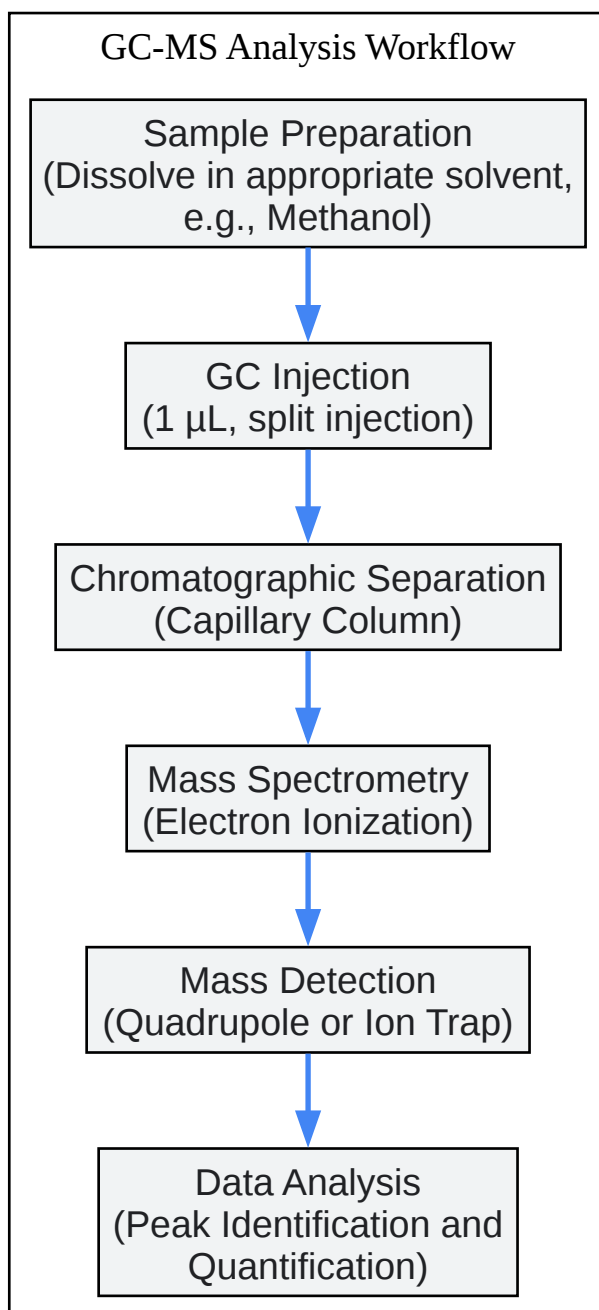 GC-MS Analysis Workflow
Sample Preparation
(Dissolve in appropriate solvent,
e.g., Methanol)
GC Injection
(1 µL, split injection)
Chromatographic Separation
(Capillary Column)
Mass Spectrometry
(Electron Ionization)
Mass Detection
(Quadrupole or Ion Trap)
Data Analysis
(Peak Identification and
Quantification)